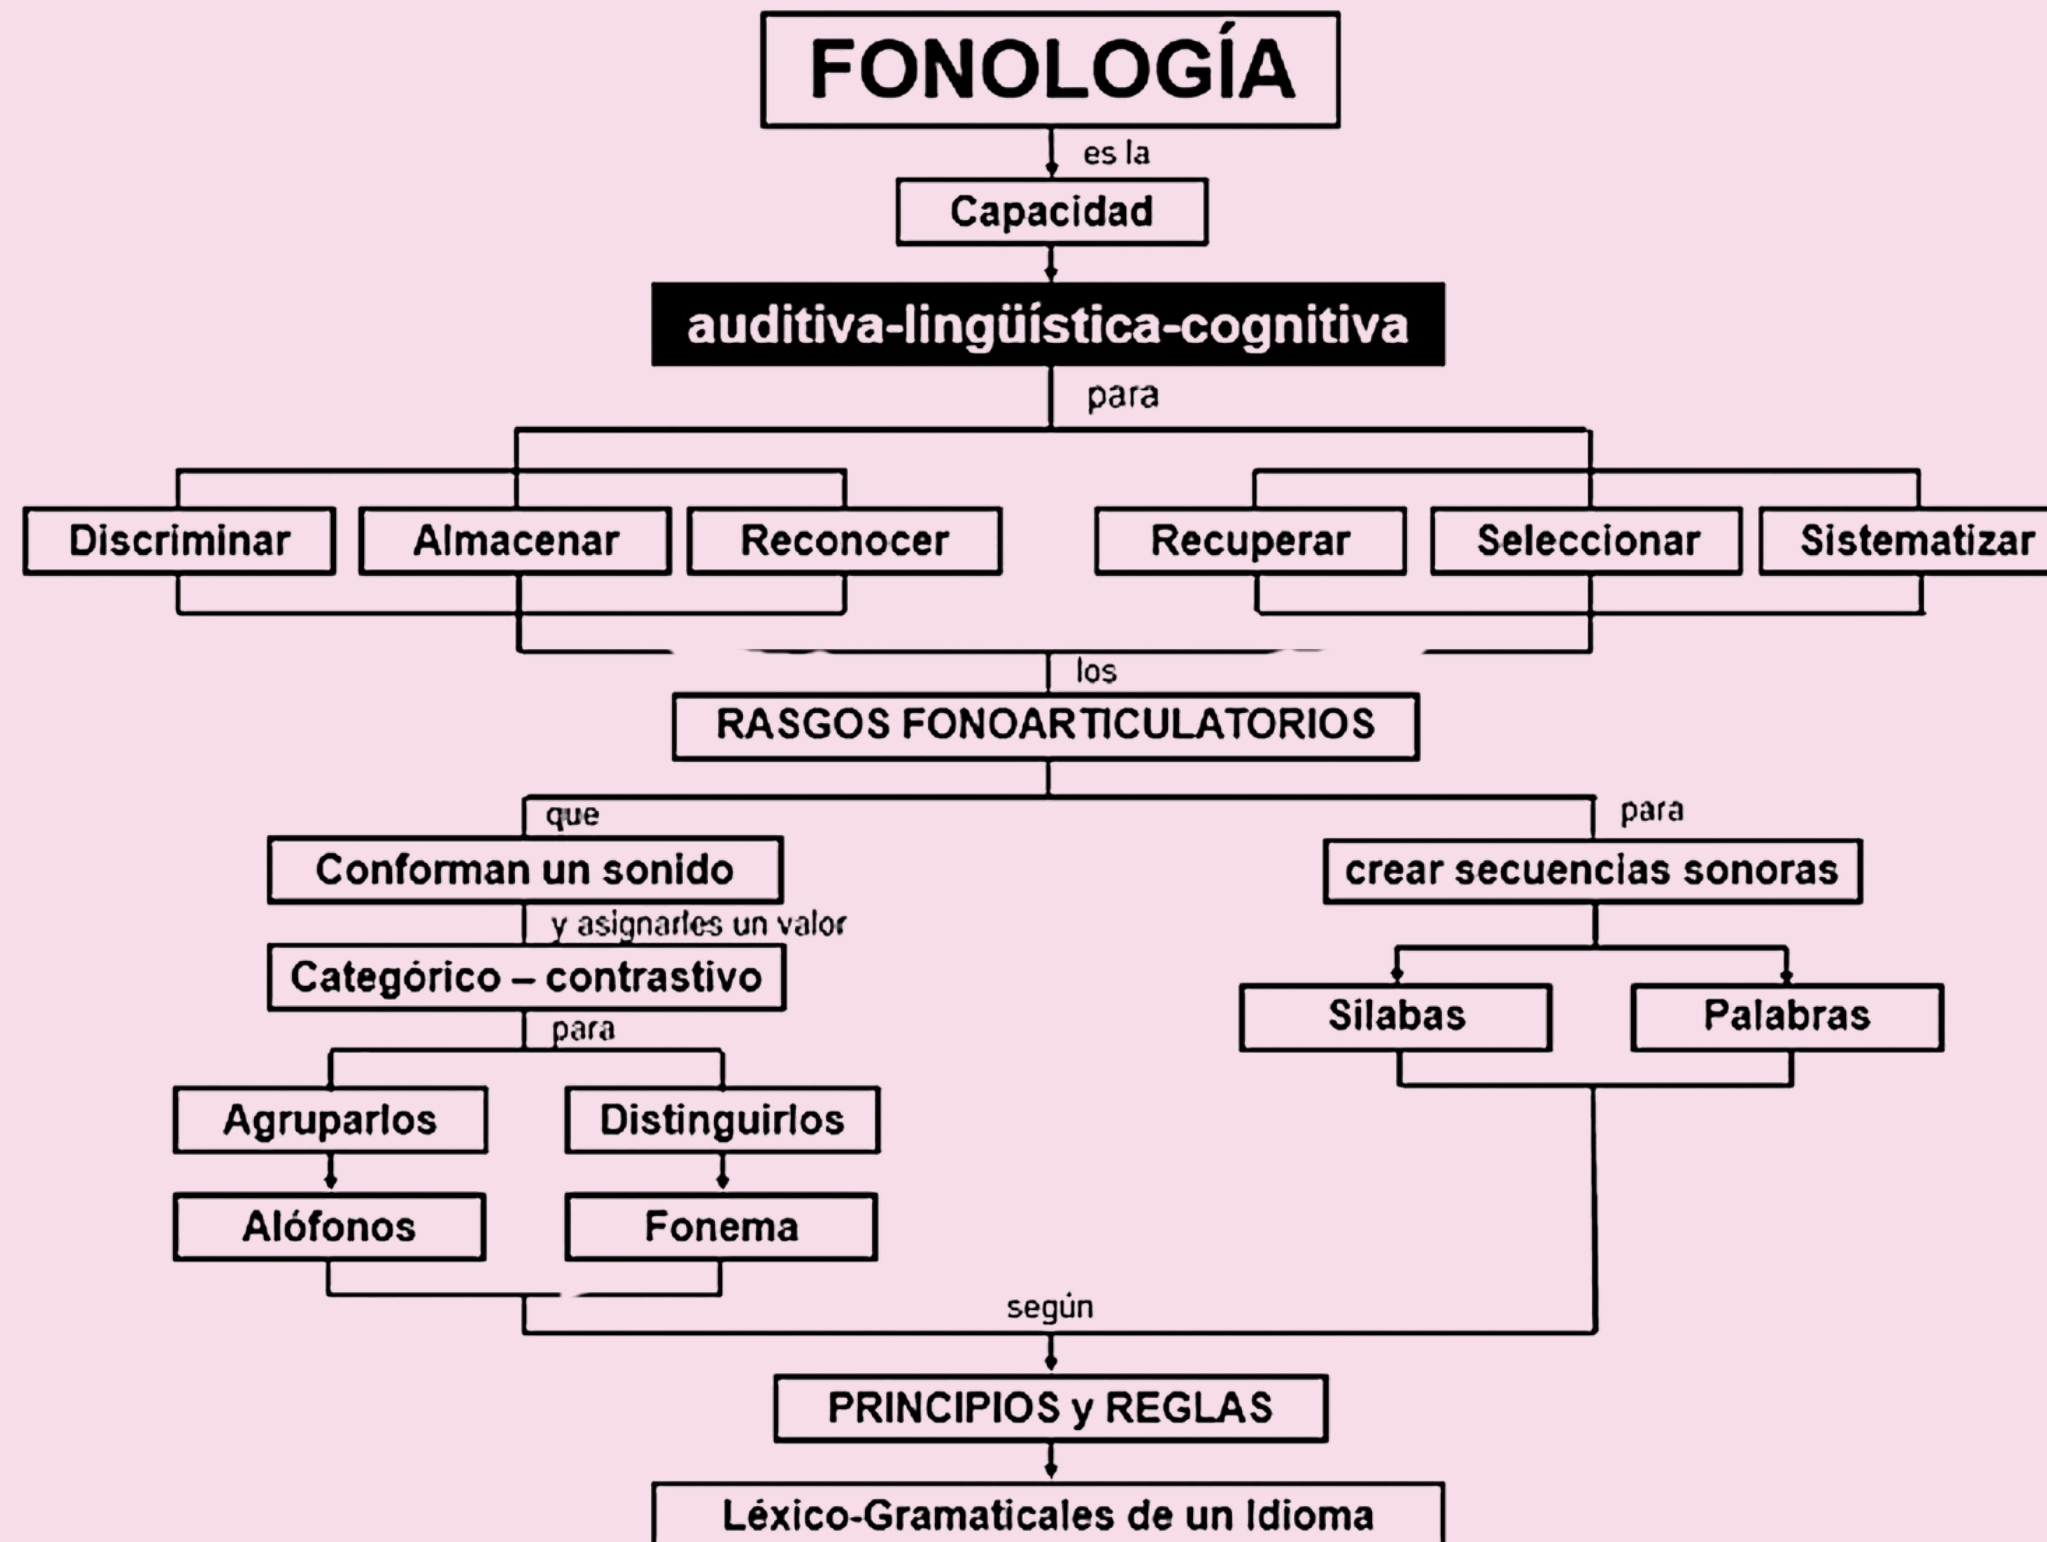 FONOLOGÍA
es la
Capacidad
auditiva-lingüística-cognitiva
para
Discriminar
Almacenar
Reconocer
Recuperar
Seleccionar
Sistematizar
los
RASGOS FONOARTICULATORIOS
que
para
Conforman un sonido
crear secuencias sonoras
y asignarles un valor
Categórico – contrastivo
Silabas
Palabras
para
Agruparlos
Distinguirlos
Alófonos
Fonema
según
PRINCIPIOS y REGLAS
Léxico-Gramaticales de un Idioma